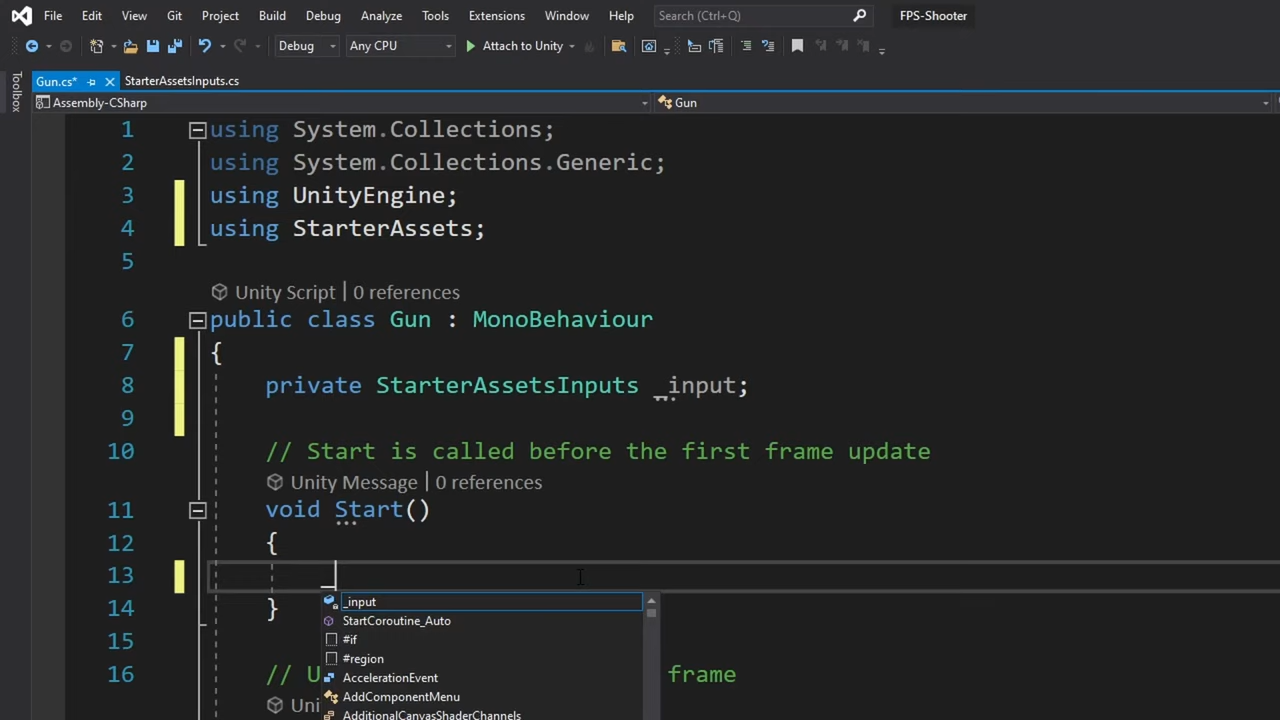 File Edit View Git Project Build Debug Analyze Tools Extensions Window Help Search (Ctrl+Q) FPS-Shooter
Debug Any CPU Attach to Unity
Gun.cs* StarterAssetsInputs.cs
Toolbox
Assembly-CSharp Gun
1 using System.Collections;
2 using System.Collections.Generic;
3 using UnityEngine;
4 using StarterAssets;
5
Unity Script | 0 references
6 public class Gun : MonoBehaviour
7 {
8 private StarterAssetsInputs _input;
9
10 // Start is called before the first frame update
Unity Message | 0 references
11 void Start()
12 {
13 _
_input
14 }
StartCoroutine_Auto
15 #if
#region
16 // U frame
AccelerationEvent
AddComponentMenu
Uni
AdditionalCanvasShaderChannels